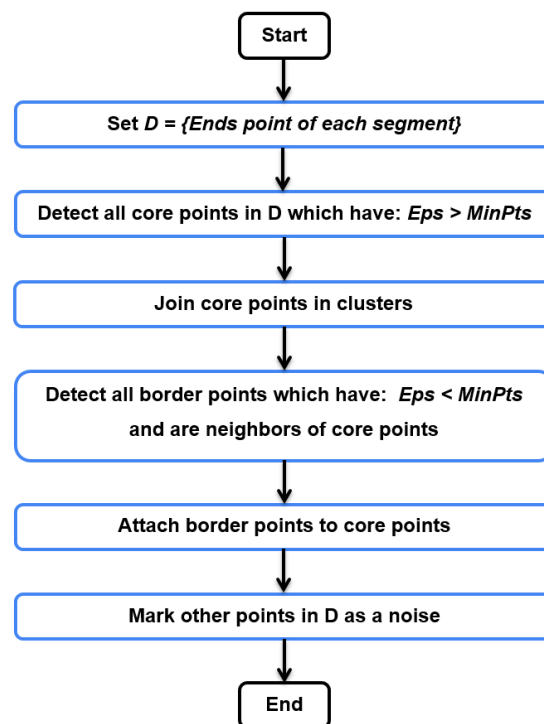 Start
Set D = {Ends point of each segment}
Detect all core points in D which have: Eps > MinPts
Join core points in clusters
Detect all border points which have: Eps < MinPts
and are neighbors of core points
Attach border points to core points
Mark other points in D as a noise
End